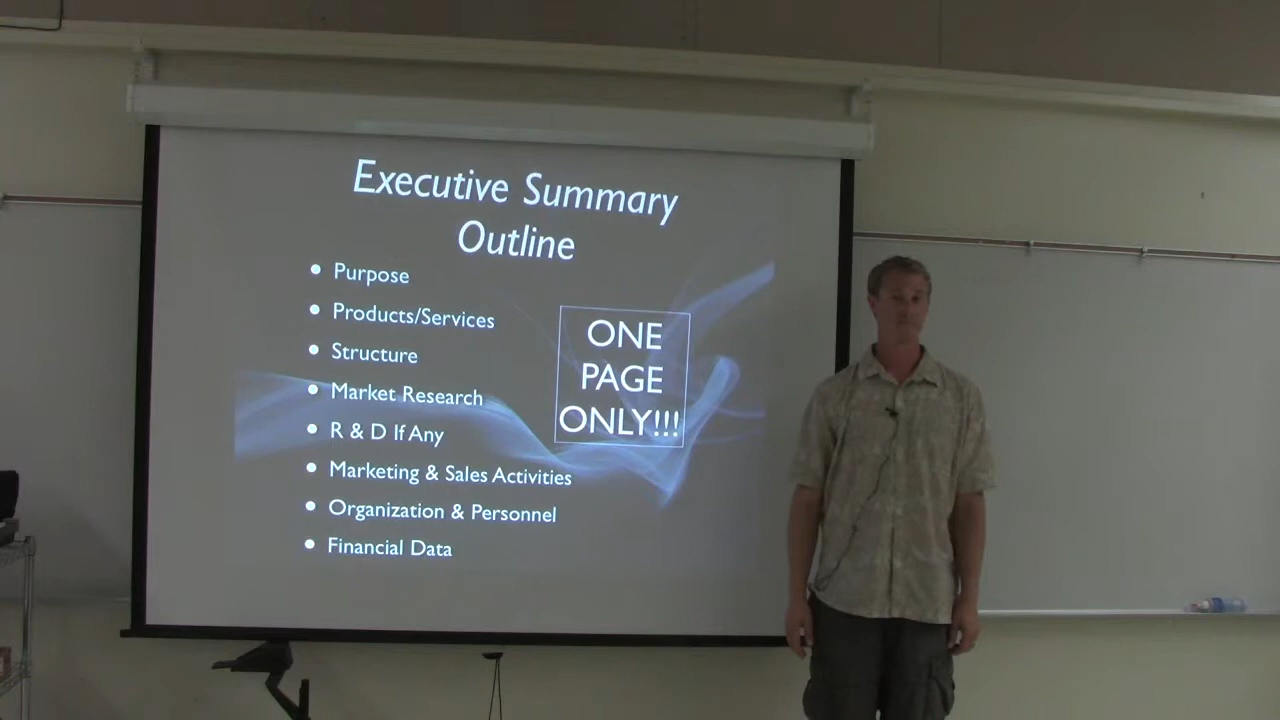 Executive Summary
Outline
Purpose
Products/Services
Structure
Market Research
R & D If Any
Marketing & Sales Activities
Organization & Personnel
Financial Data
ONE
PAGE
ONLY!!!